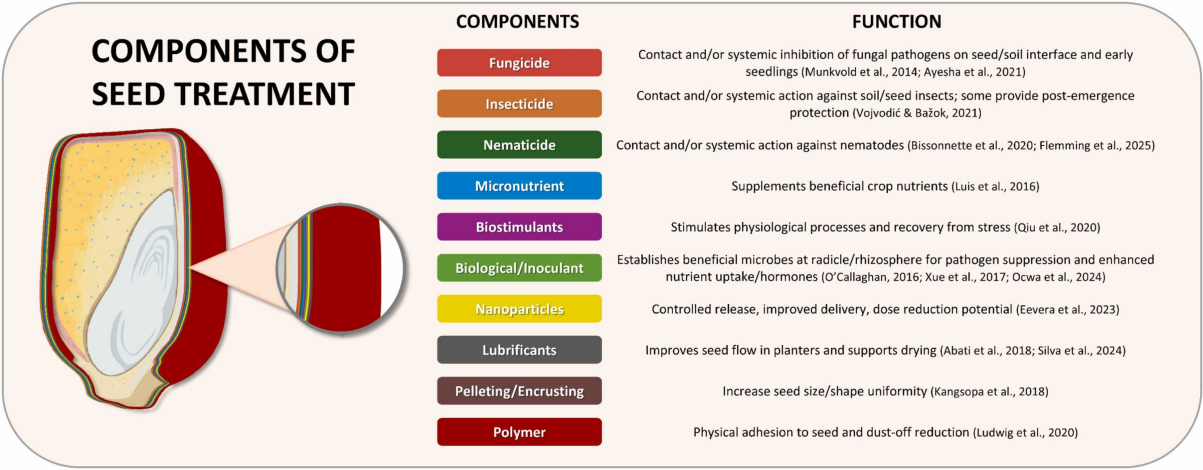 COMPONENTS OF
SEED TREATMENT
COMPONENTS
FUNCTION
Fungicide
Contact and/or systemic inhibition of fungal pathogens on seed/soil interface and early
seedlings (Munkvold et al., 2014; Ayesha et al., 2021)
Insecticide
Contact and/or systemic action against soil/seed insects; some provide post-emergence
protection (Vojvodić & Bažok, 2021)
Nematicide
Contact and/or systemic action against nematodes (Bissonnette et al., 2020; Flemming et al., 2025)
Micronutrient
Supplements beneficial crop nutrients (Luis et al., 2016)
Biostimulants
Stimulates physiological processes and recovery from stress (Qiu et al., 2020)
Biological/Inoculant
Establishes beneficial microbes at radicle/rhizosphere for pathogen suppression and enhanced
nutrient uptake/hormones (O'Callaghan, 2016; Xue et al., 2017; Ocwa et al., 2024)
Nanoparticles
Controlled release, improved delivery, dose reduction potential (Eevera et al., 2023)
Lubrificants
Improves seed flow in planters and supports drying (Abati et al., 2018; Silva et al., 2024)
Pelleting/Encrusting
Increase seed size/shape uniformity (Kangsopa et al., 2018)
Polymer
Physical adhesion to seed and dust-off reduction (Ludwig et al., 2020)